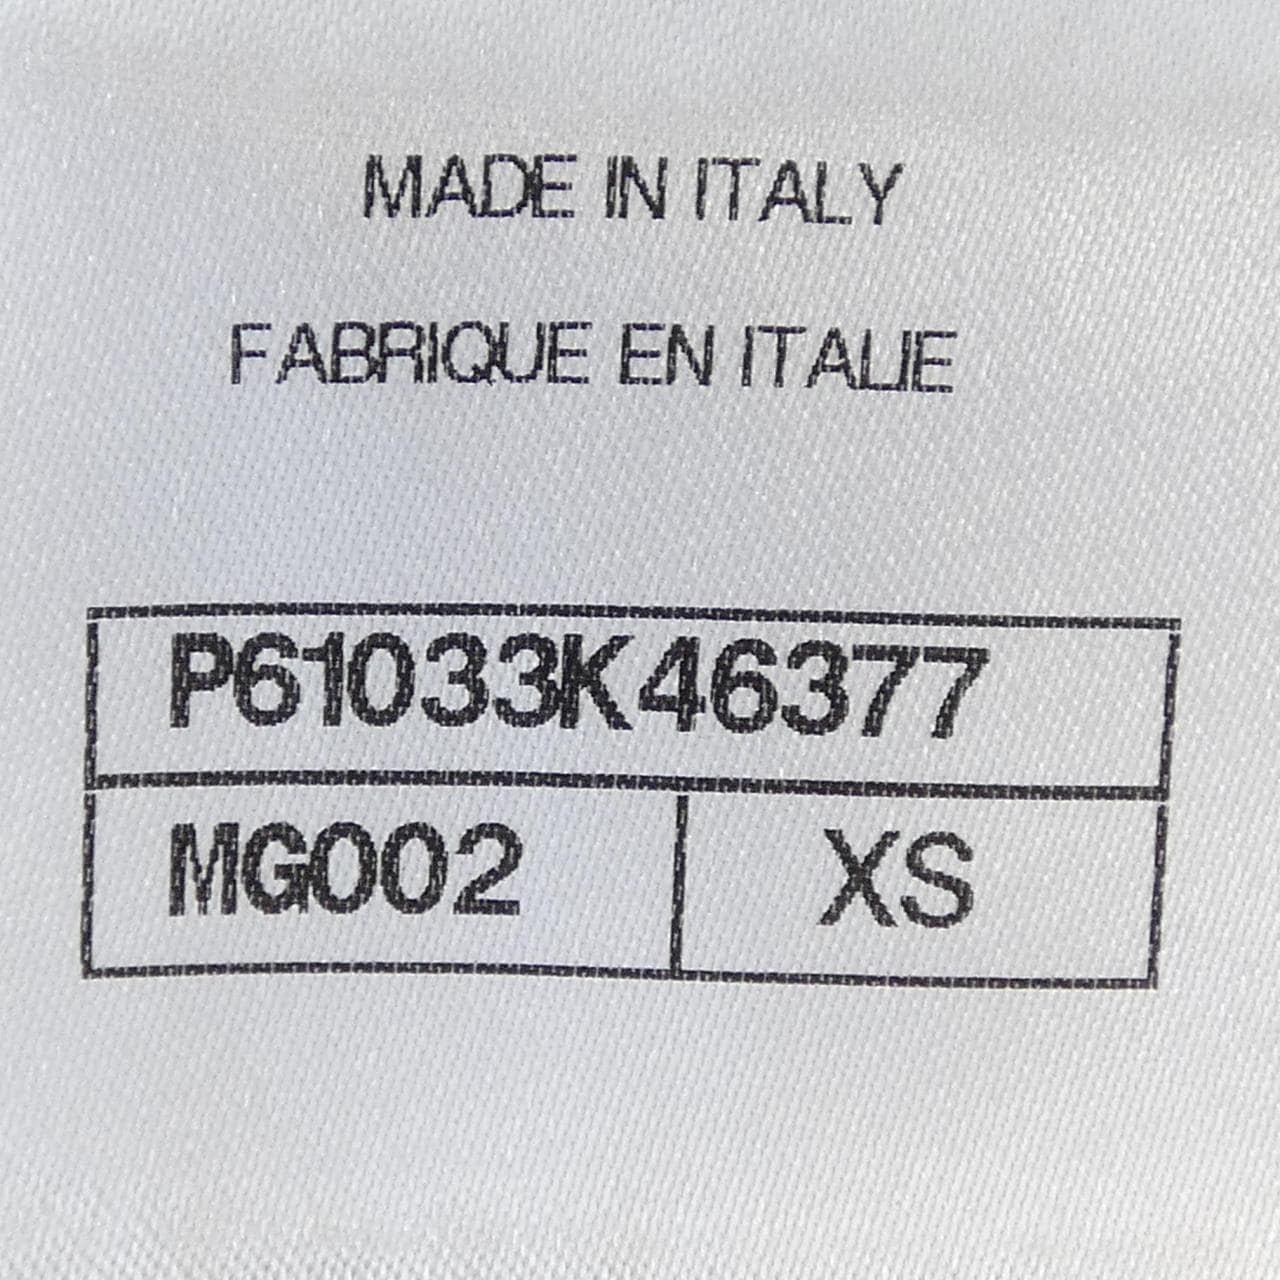 MADE IN ITALY
FABRIQUE EN ITALIE
P61033K46377
MG002 XS